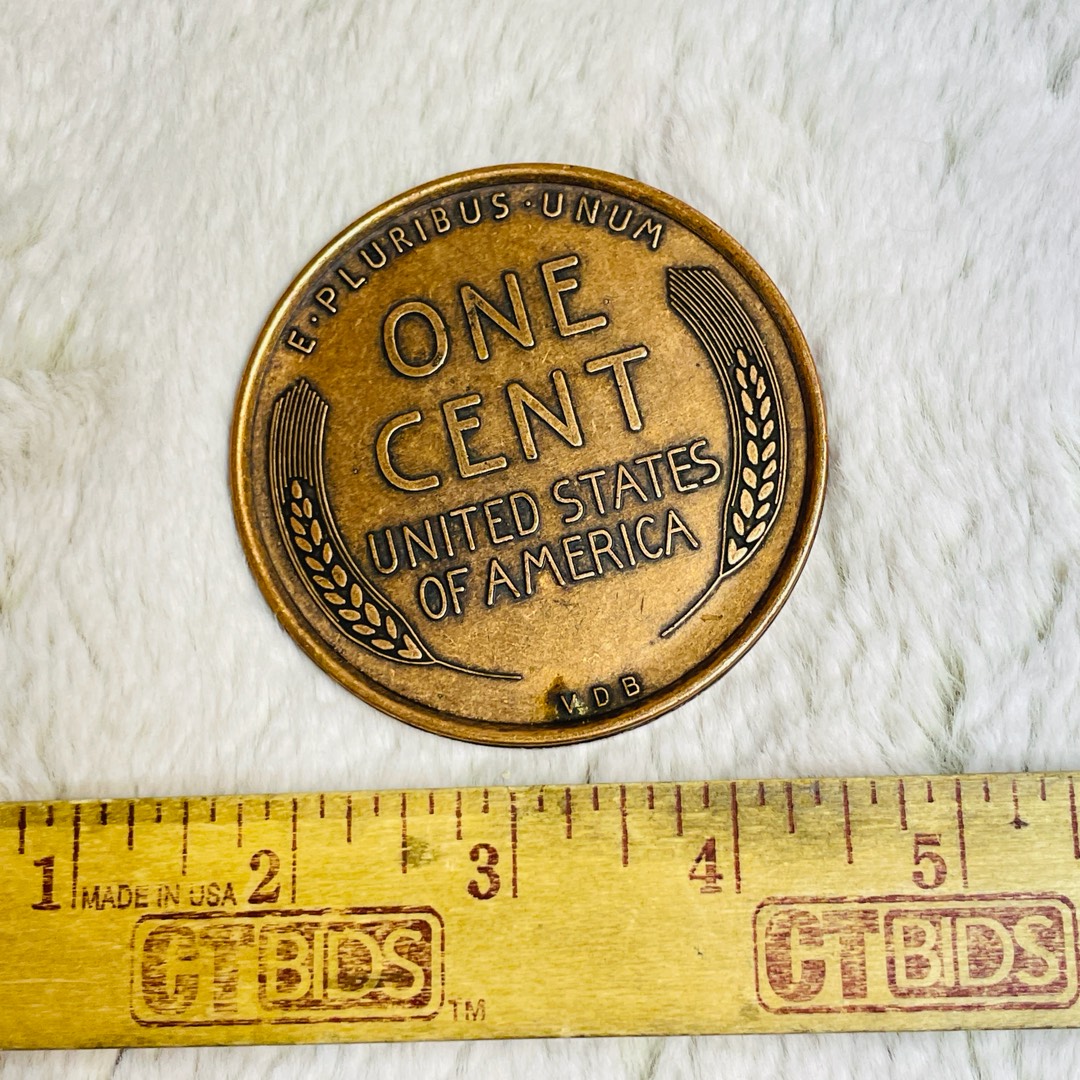 E·PLURIBUS·UNUM
ONE
CENT
UNITED STATES
OF AMERICA
VDB
1 2 3 4 5
MADE IN USA
CTBIDS CTBIDS
TM